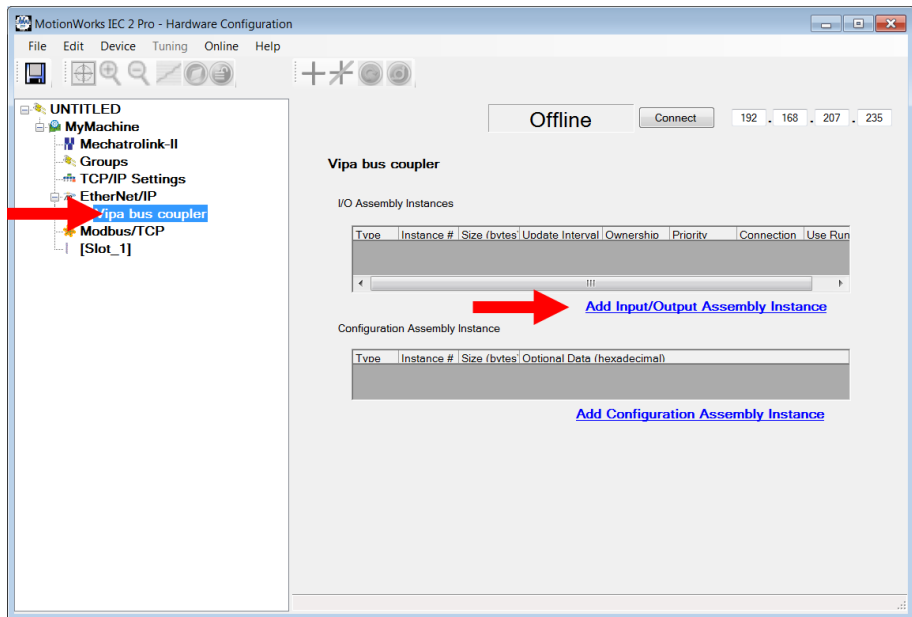 MotionWorks IEC 2 Pro - Hardware Configuration
File Edit Device Tuning Online Help
UNTITLED
MyMachine
Mechatrolink-II
Groups
TCP/IP Settings
EtherNet/IP
Vipa bus coupler
Modbus/TCP
[Slot_1]
Offline Connect 192 . 168 . 207 . 235
Vipa bus coupler
I/O Assembly Instances
Type Instance # Size (bytes) Update Interval Ownership Priority Connection Use Run
Add Input/Output Assembly Instance
Configuration Assembly Instance
Type Instance # Size (bytes) Optional Data (hexadecimal)
Add Configuration Assembly Instance